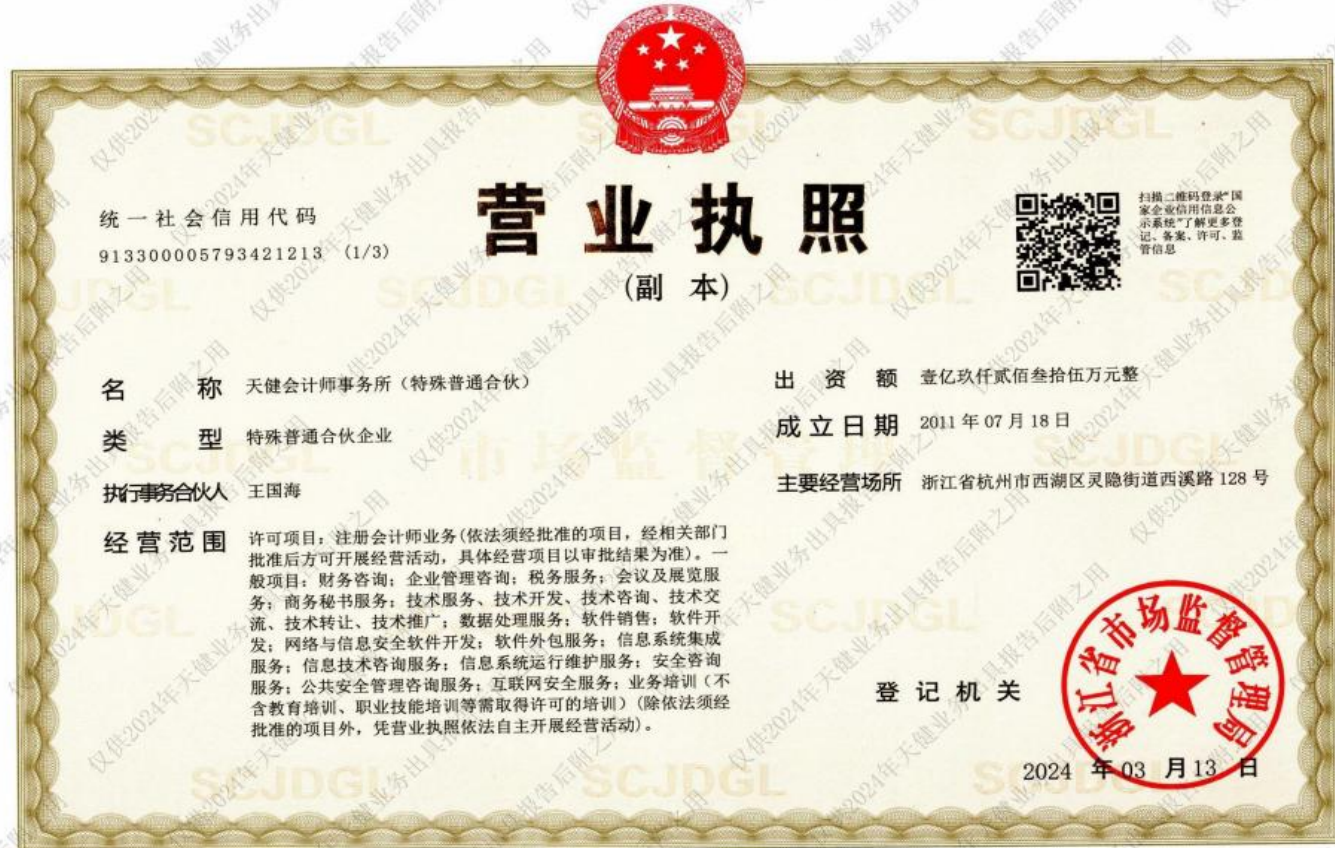 营业执照
(副 本)
统一社会信用代码
913300005793421213 (1/3)
扫描二维码登录“国
家企业信用信息公
示系统”了解更多登
记、备案、许可、监
管信息
名 称 天健会计师事务所（特殊普通合伙）
类 型 特殊普通合伙企业
执行事务合伙人 王国海
经营范围 许可项目：注册会计师业务(依法须经批准的项目，经相关部门
批准后方可开展经营活动，具体经营项目以审批结果为准)。一
般项目：财务咨询；企业管理咨询；税务服务；会议及展览服
务；商务秘书服务；技术服务、技术开发、技术咨询、技术交
流、技术转让、技术推广；数据处理服务；软件销售；软件开
发；网络与信息安全软件开发；软件外包服务；信息系统集成
服务；信息技术咨询服务；信息系统运行维护服务；安全咨询
服务；公共安全管理咨询服务；互联网安全服务；业务培训（不
含教育培训、职业技能培训等需取得许可的培训）(除依法须经
批准的项目外，凭营业执照依法自主开展经营活动)。
出 资 额 壹亿玖仟贰佰叁拾伍万元整
成立日期 2011 年 07 月 18 日
主要经营场所 浙江省杭州市西湖区灵隐街道西溪路 128 号
登记机关
浙江省市场监督管理局
2024 年 03 月 13 日
SCJDGL
市场监督管理
仅供2024年天健业务出具报告后附之用